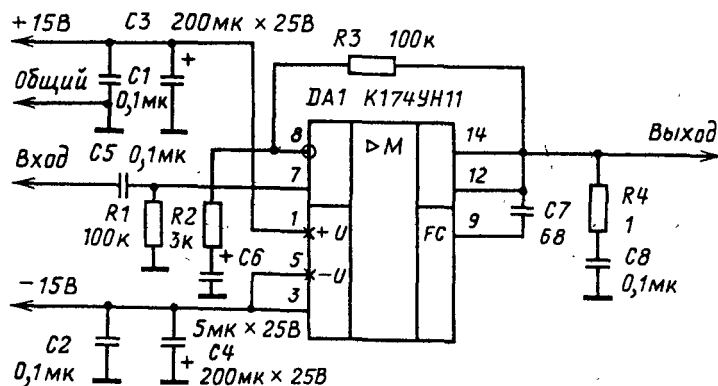 +15В
C3 200мк × 25В
+
R3 100к
Общий
C1
0,1мк
DA1 К174УН11
8
▷M
14
Выход
Вход
C5 0,1мк
7
12
R1
100к
R2
3к
1
+U
9
FC
C7
68
R4
1
+ C6
5
-U
C8
0,1мк
-15В
3
5мк × 25В
C2
0,1мк
+
C4
200мк × 25В